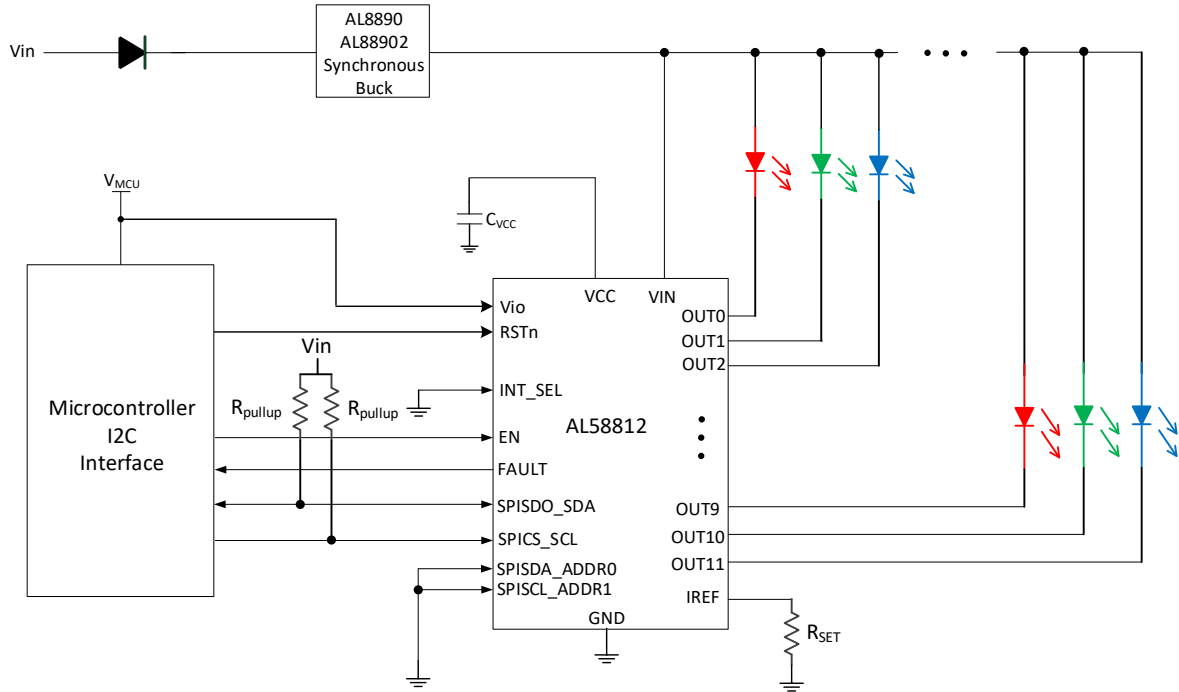 Vin
AL8890
AL88902
Synchronous
Buck
VMCU
CVCC
VCC
VIN
Vio
RSTn
OUT0
OUT1
OUT2
Vin
Rpullup
Rpullup
INT_SEL
Microcontroller
I2C
Interface
EN
AL58812
FAULT
SPISDO_SDA
SPICS_SCL
SPISDA_ADDR0
SPISCL_ADDR1
OUT9
OUT10
OUT11
IREF
GND
RSET